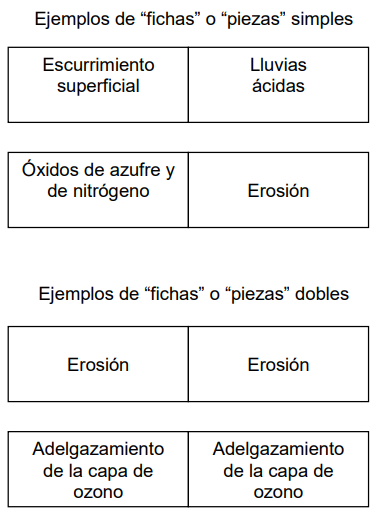 Ejemplos de “fichas” o “piezas” simples
Escurrimiento
superficial
Lluvias
ácidas
Óxidos de azufre y
de nitrógeno
Erosión
Ejemplos de “fichas” o “piezas” dobles
Erosión
Erosión
Adelgazamiento
de la capa de
ozono
Adelgazamiento
de la capa de
ozono